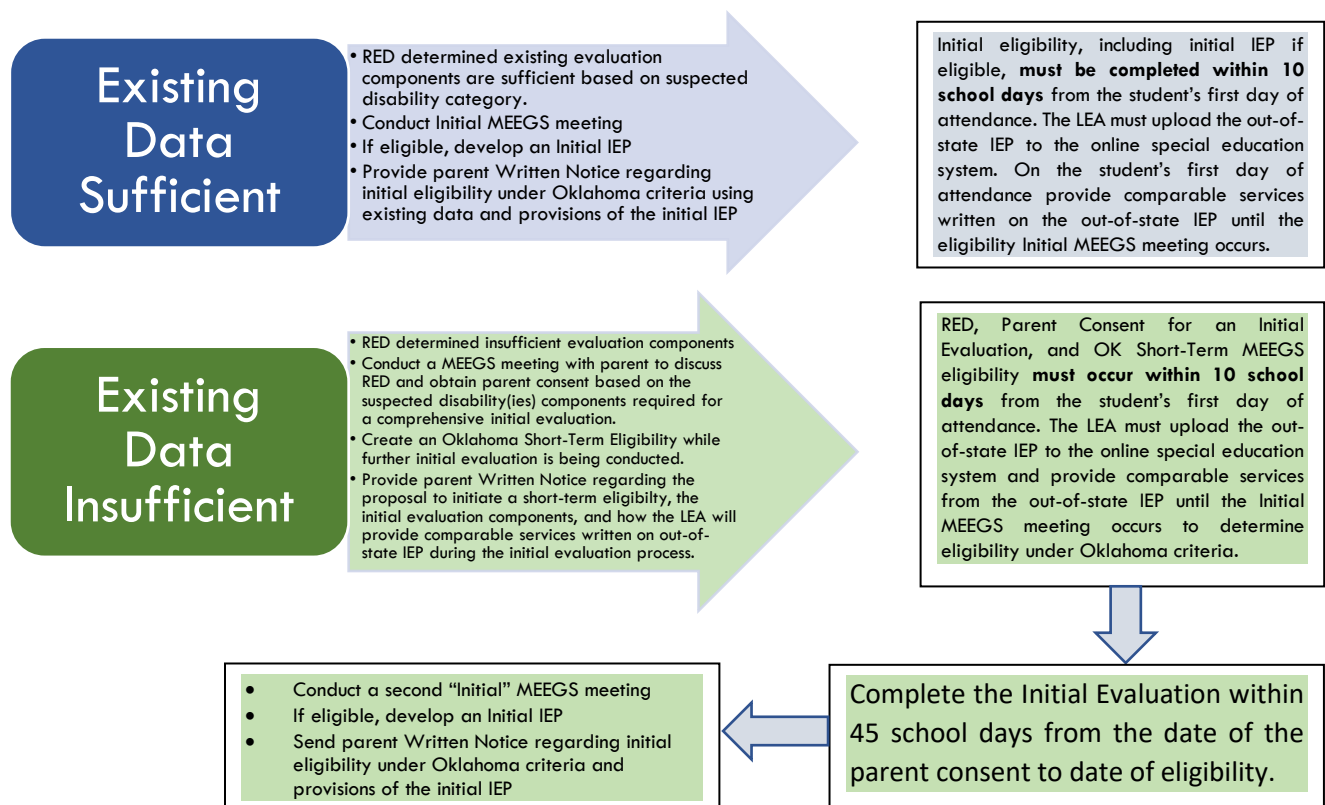 Existing
Data
Sufficient
• RED determined existing evaluation
components are sufficient based on suspected
disability category.
• Conduct Initial MEEGS meeting
• If eligible, develop an Initial IEP
• Provide parent Written Notice regarding
initial eligibility under Oklahoma criteria using
existing data and provisions of the initial IEP
Initial eligibility, including initial IEP if
eligible, must be completed within 10
school days from the student's first day of
attendance. The LEA must upload the out-of-
state IEP to the online special education
system. On the student's first day of
attendance provide comparable services
written on the out-of-state IEP until the
eligibility Initial MEEGS meeting occurs.
Existing
Data
Insufficient
• RED determined insufficient evaluation components
• Conduct a MEEGS meeting with parent to discuss
RED and obtain parent consent based on the
suspected disability(ies) components required for
a comprehensive initial evaluation.
• Create an Oklahoma Short-Term Eligibility while
further initial evaluation is being conducted.
• Provide parent Written Notice regarding the
proposal to initiate a short-term eligibilty, the
initial evaluation components, and how the LEA will
provide comparable services written on out-of-
state IEP during the initial evaluation process.
RED, Parent Consent for an Initial
Evaluation, and OK Short-Term MEEGS
eligibility must occur within 10 school
days from the student's first day of
attendance. The LEA must upload the out-
of-state IEP to the online special education
system and provide comparable services
from the out-of-state IEP until the Initial
MEEGS meeting occurs to determine
eligibility under Oklahoma criteria.
Complete the Initial Evaluation within
45 school days from the date of the
parent consent to date of eligibility.
• Conduct a second “Initial” MEEGS meeting
• If eligible, develop an Initial IEP
• Send parent Written Notice regarding initial
eligibility under Oklahoma criteria and
provisions of the initial IEP